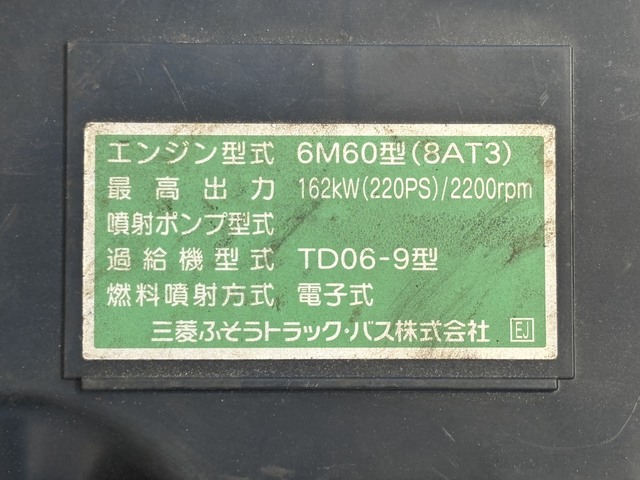 エンジン型式 6M60型(8AT3)
最高出力 162kW(220PS)/2200rpm
噴射ポンプ型式
過給機型式 TD06-9型
燃料噴射方式 電子式
三菱ふそうトラック・バス株式会社 EJ